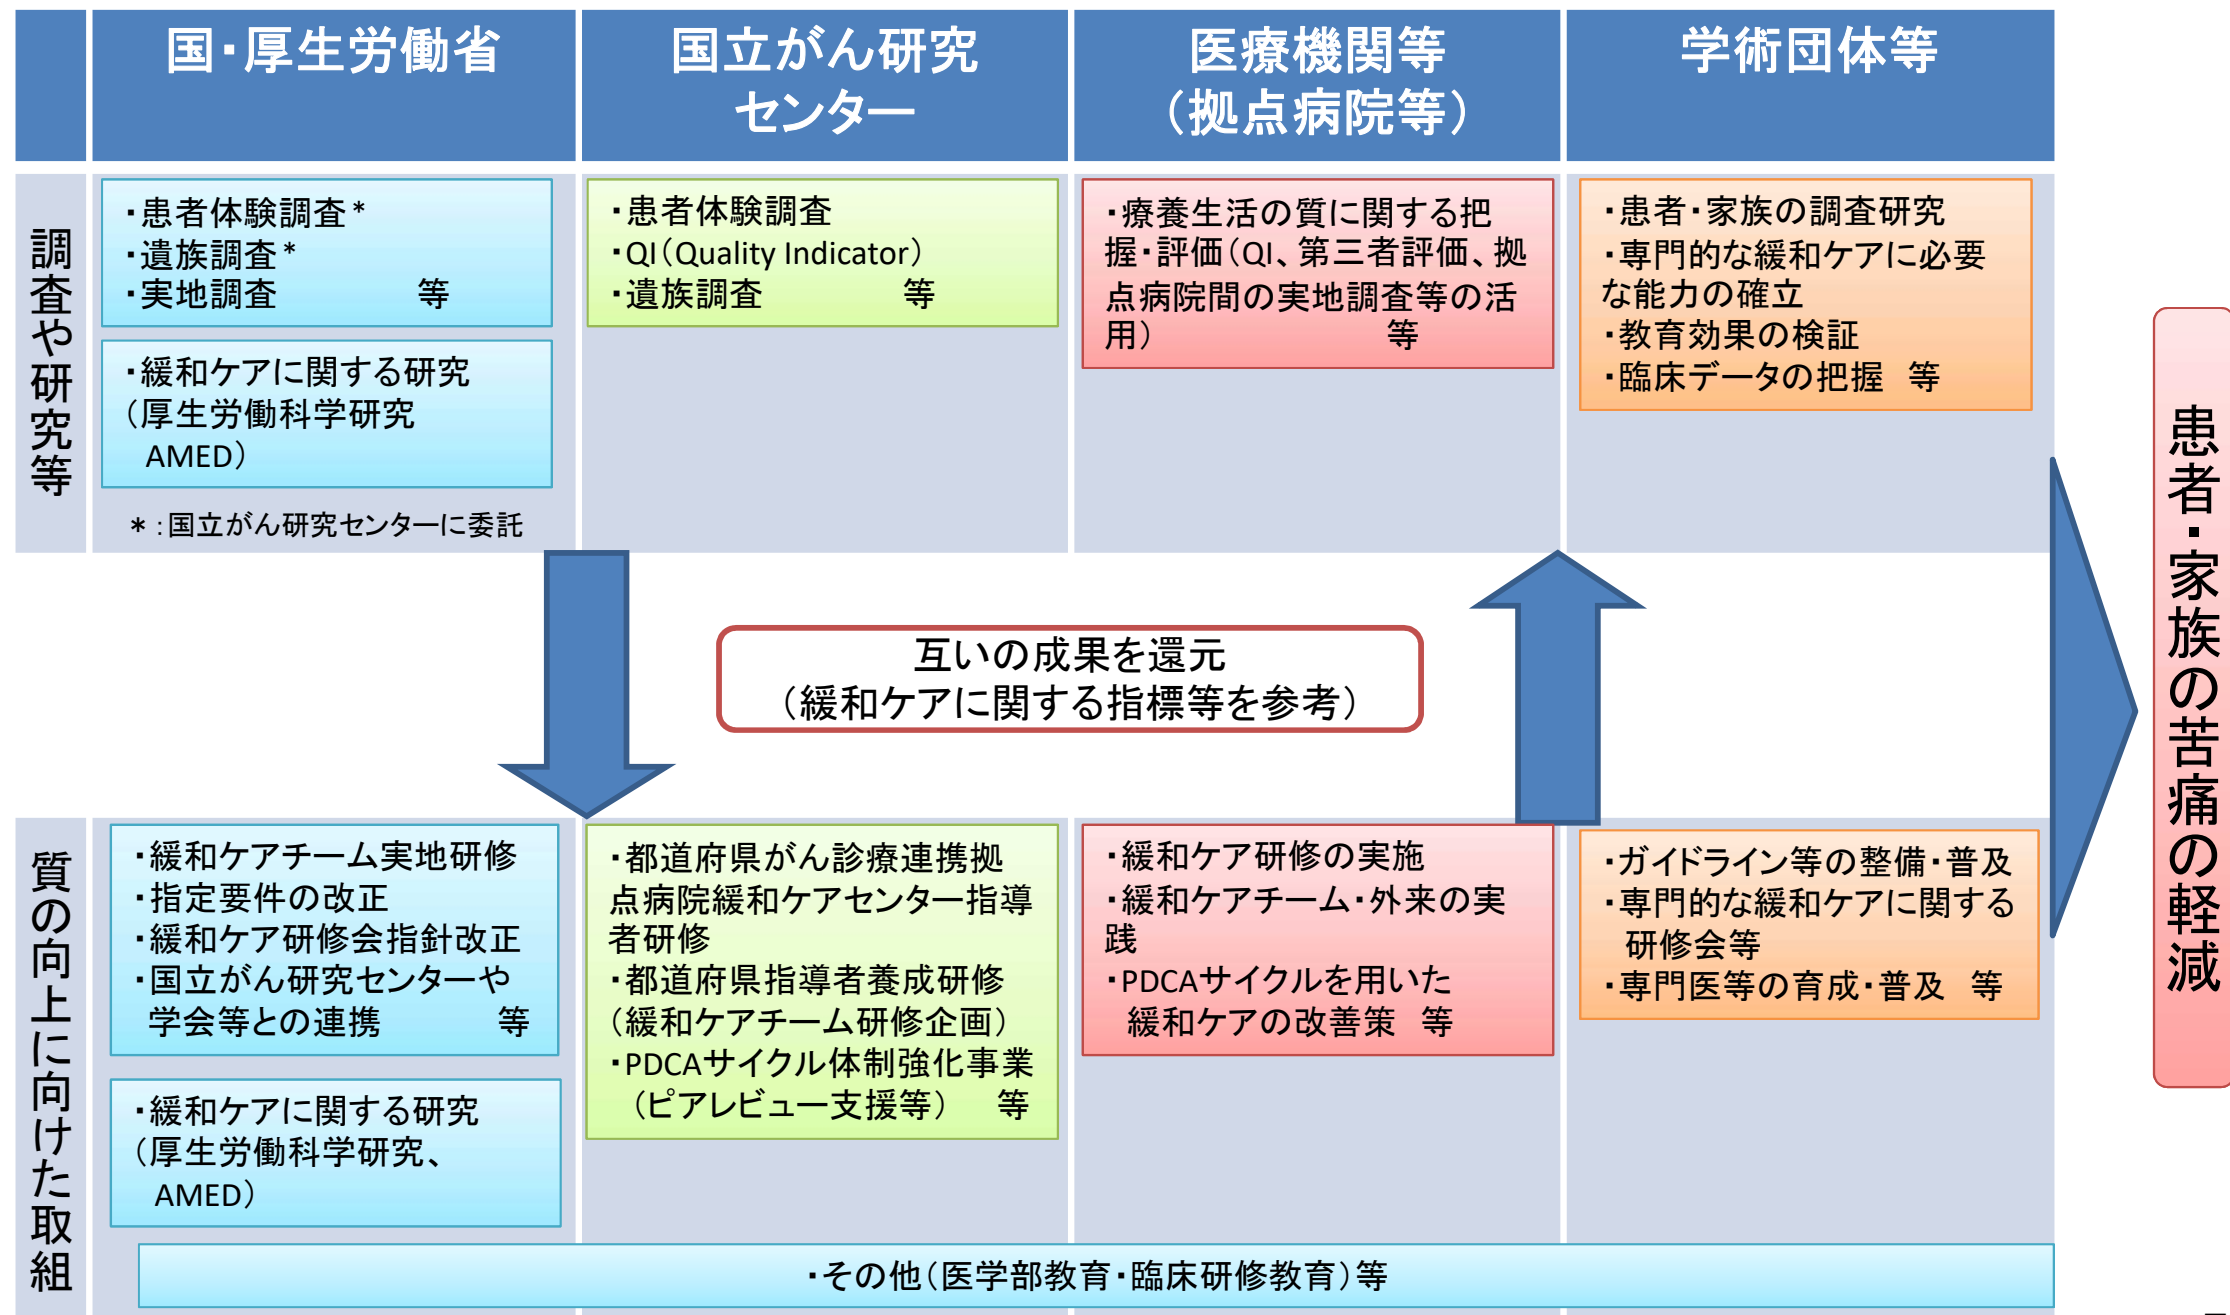 国・厚生労働省
国立がん研究
センター
医療機関等
（拠点病院等）
学術団体等
調査や研究等
・患者体験調査*
・遺族調査*
・実地調査　等
・緩和ケアに関する研究
（厚生労働科学研究
AMED）
*：国立がん研究センターに委託
・患者体験調査
・QI（Quality Indicator）
・遺族調査　等
・療養生活の質に関する把
握・評価（QI、第三者評価、拠
点病院間の実地調査等の活
用）　等
・患者・家族の調査研究
・専門的な緩和ケアに必要
な能力の確立
・教育効果の検証
・臨床データの把握　等
互いの成果を還元
（緩和ケアに関する指標等を参考）
患者・家族の苦痛の軽減
質の向上に向けた取組
・緩和ケアチーム実地研修
・指定要件の改正
・緩和ケア研修会指針改正
・国立がん研究センターや
学会等との連携　等
・緩和ケアに関する研究
（厚生労働科学研究、
AMED）
・都道府県がん診療連携拠
点病院緩和ケアセンター指導
者研修
・都道府県指導者養成研修
（緩和ケアチーム研修企画）
・PDCAサイクル体制強化事業
（ピアレビュー支援等）　等
・緩和ケア研修の実施
・緩和ケアチーム・外来の実
践
・PDCAサイクルを用いた
緩和ケアの改善策　等
・ガイドライン等の整備・普及
・専門的な緩和ケアに関する
研修会等
・専門医等の育成・普及　等
・その他（医学部教育・臨床研修教育）等